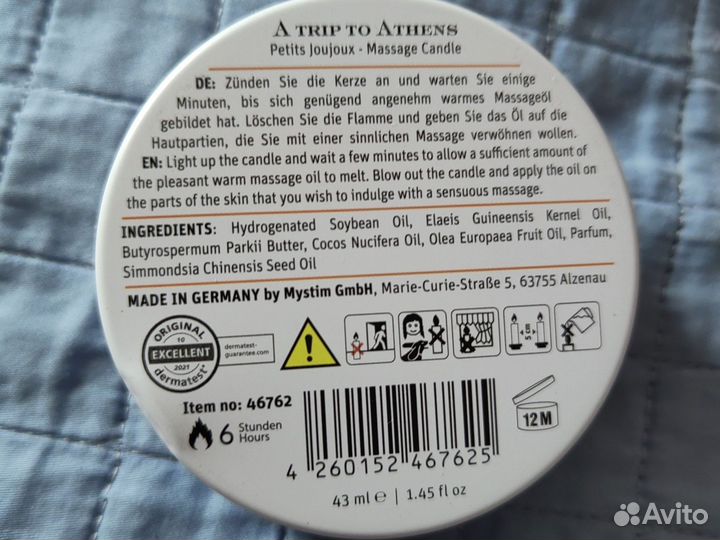 A TRIP TO ATHENS
Petits Joujoux - Massage Candle
DE: Zünden Sie die Kerze an und warten Sie einige
Minuten, bis sich genügend angenehm warmes Massageöl
gebildet hat. Löschen Sie die Flamme und geben Sie das Öl auf die
Hautpartien, die Sie mit einer sinnlichen Massage verwöhnen wollen.
EN: Light up the candle and wait a few minutes to allow a sufficient amount of
the pleasant warm massage oil to melt. Blow out the candle and apply the oil on
the parts of the skin that you wish to indulge with a sensuous massage.
INGREDIENTS: Hydrogenated Soybean Oil, Elaeis Guineensis Kernel Oil,
Butyrospermum Parkii Butter, Cocos Nucifera Oil, Olea Europaea Fruit Oil, Parfum,
Simmondsia Chinensis Seed Oil
MADE IN GERMANY by Mystim GmbH, Marie-Curie-Straße 5, 63755 Alzenau
ORIGINAL
10
EXCELLENT
2021
dermatest®
dermatest-
guarantee.com
5 cm
Item no: 46762
6 Stunden
Hours
12M
4 260152 467625
43 ml e | 1.45 fl oz
Avito